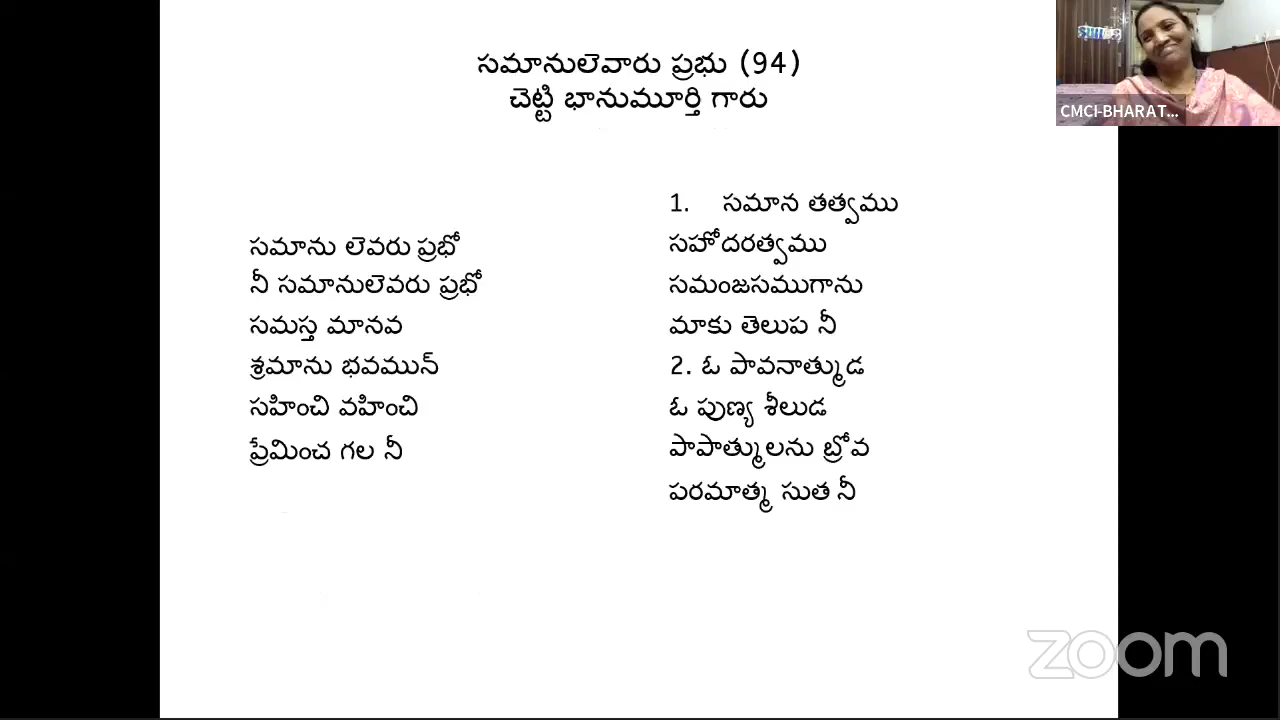 సమానులెవారు ప్రభు (94)
చెట్టి భానుమూర్తి గారు
సమాను లెవరు ప్రభో
నీ సమానులెవరు ప్రభో
సమస్త మానవ
శ్రమాను భవమున్
సహించి వహించి
ప్రేమించ గల నీ
1. సమాన తత్వము
సహోదరత్వము
సమంజసముగాను
మాకు తెలుప నీ
2. ఓ పావనాత్ముడ
ఓ పుణ్య శీలుడ
పాపాత్ములను బ్రోవ
పరమాత్మ సుత నీ
CMCI-BHARAT...
zoom